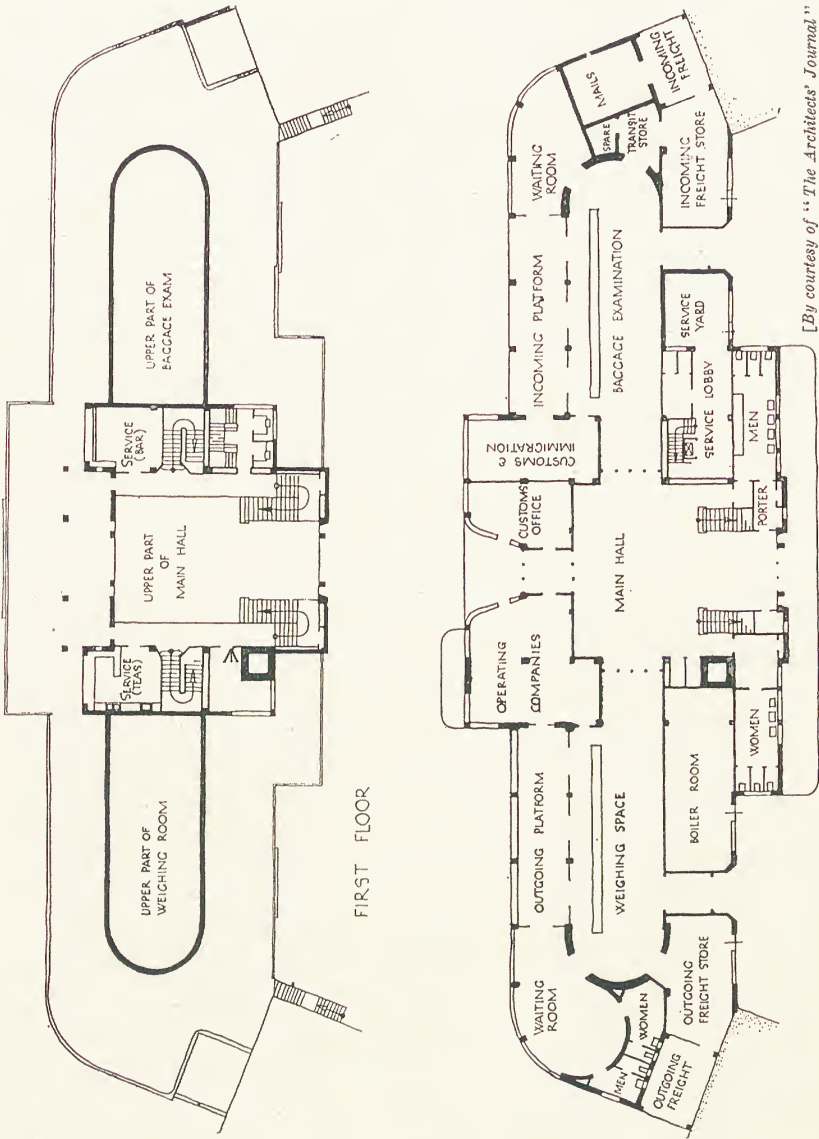 UPPER PART OF
WEIGHING ROOM
SERVICE
(TEAS)
UPPER PART
OF
MAIN HALL
SERVICE
(BAR)
UPPER PART OF
BAGGAGE EXAM
FIRST FLOOR
WAITING
ROOM
OUTGOING PLATFORM
OPERATING
COMPANIES
CUSTOMS
OFFICE
CUSTOMS &
IMMIGRATION
INCOMING PLATFORM
WAITING
ROOM
MAILS
INCOMING
FREIGHT
SPARE
TRANSIT
STORE
INCOMING
FREIGHT STORE
MEN
WOMEN
OUTGOING
FREIGHT
OUTGOING
FREIGHT STORE
WEIGHING SPACE
MAIN HALL
BAGGAGE EXAMINATION
BOILER ROOM
SERVICE LOBBY
SERVICE
YARD
WOMEN
PORTER
MEN
[By courtesy of "The Architects' Journal"